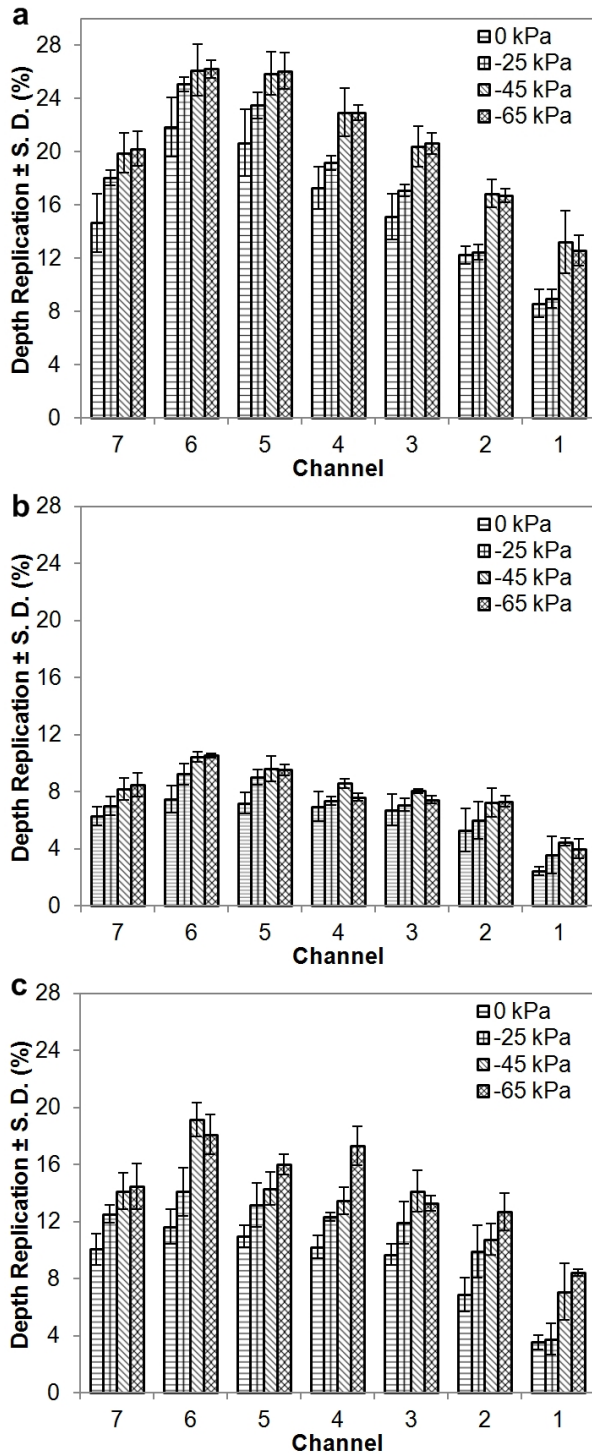 a
Depth Replication ± S. D. (%)
28
24
20
16
12
8
4
0
0 kPa
-25 kPa
-45 kPa
-65 kPa
7 6 5 4 3 2 1
Channel
b
Depth Replication ± S. D. (%)
28
24
20
16
12
8
4
0
0 kPa
-25 kPa
-45 kPa
-65 kPa
7 6 5 4 3 2 1
Channel
c
Depth Replication ± S. D. (%)
28
24
20
16
12
8
4
0
0 kPa
-25 kPa
-45 kPa
-65 kPa
7 6 5 4 3 2 1
Channel